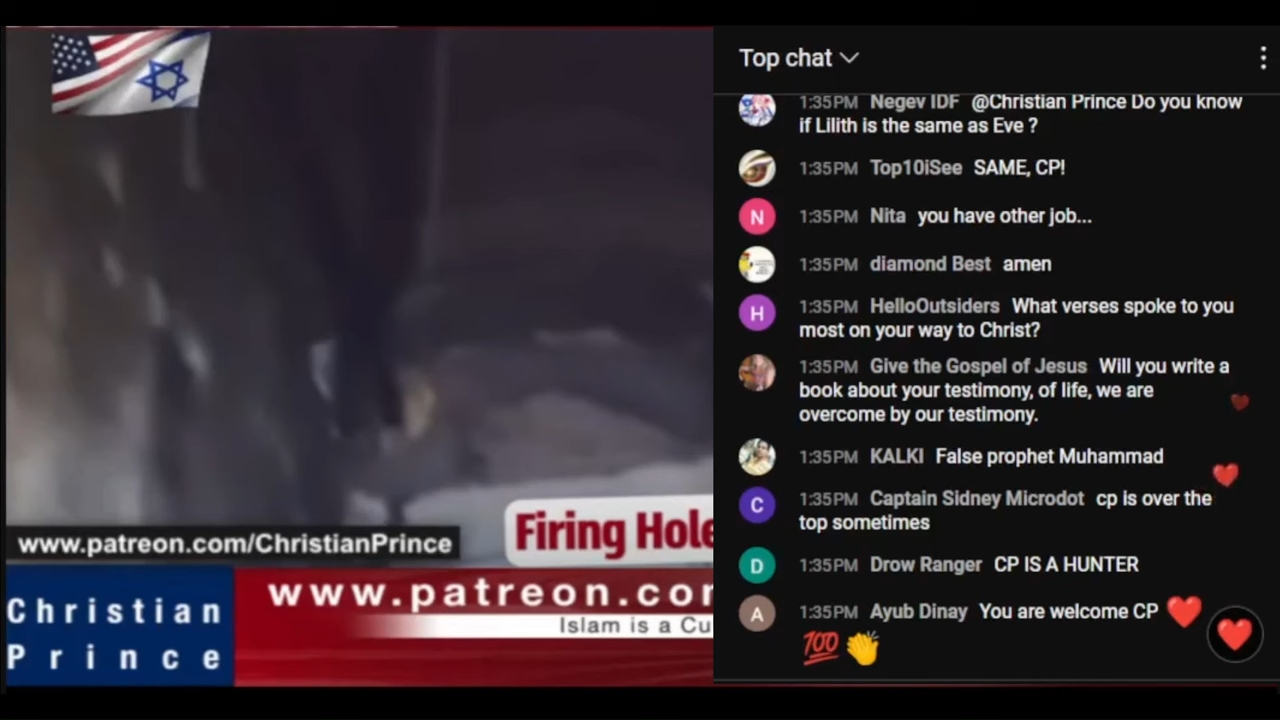 www.patreon.com/ChristianPrince
Firing Hole
Christian
Prince
www.patreon.com
Islam is a Cu
Top chat
1:35PM Negev IDF @Christian Prince Do you know
if Lilith is the same as Eve ?
1:35PM Top10iSee SAME, CP!
N
1:35PM Nita you have other job...
1:35PM diamond Best amen
H
1:35PM HelloOutsiders What verses spoke to you
most on your way to Christ?
1:35PM Give the Gospel of Jesus Will you write a
book about your testimony, of life, we are
overcome by our testimony.
1:35PM KALKI False prophet Muhammad
C
1:35PM Captain Sidney Microdot cp is over the
top sometimes
D
1:35PM Drow Ranger CP IS A HUNTER
A
1:35PM Ayub Dinay You are welcome CP ❤️
💯 👏